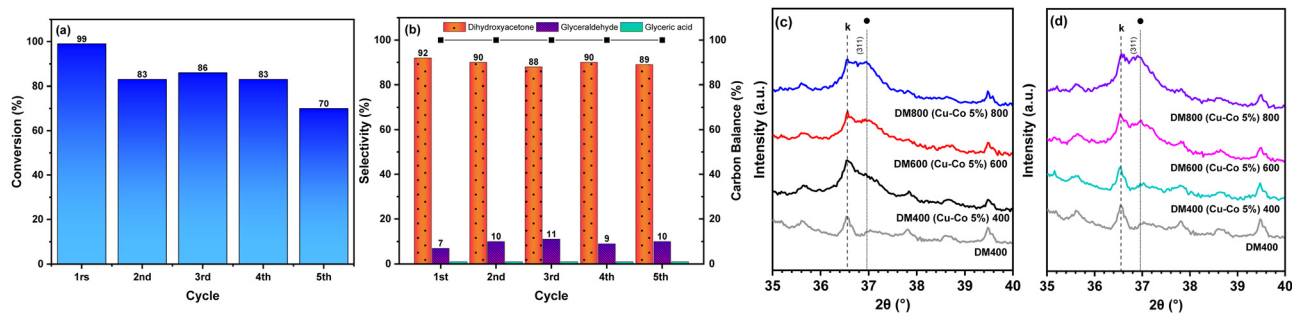 (a)
Conversion (%)
100
80
60
40
20
0
99
83
86
83
70
1rs 2nd 3rd 4th 5th
Cycle
(b)
Dihydroxyacetone Glyceraldehyde Glyceric acid
Selectivity (%)
100
80
60
40
20
0
92
90
88
90
89
7
10
11
9
10
1st 2nd 3rd 4th 5th
Cycle
100
80
60
40
20
0
Carbon Balance (%)
(c)
k
(311)
Intensity (a.u.)
DM800 (Cu-Co 5%) 800
DM600 (Cu-Co 5%) 600
DM400 (Cu-Co 5%) 400
DM400
35 36 37 38 39 40
2θ (°)
(d)
k
(311)
Intensity (a.u.)
DM800 (Cu-Co 5%) 800
DM600 (Cu-Co 5%) 600
DM400 (Cu-Co 5%) 400
DM400
35 36 37 38 39 40
2θ (°)